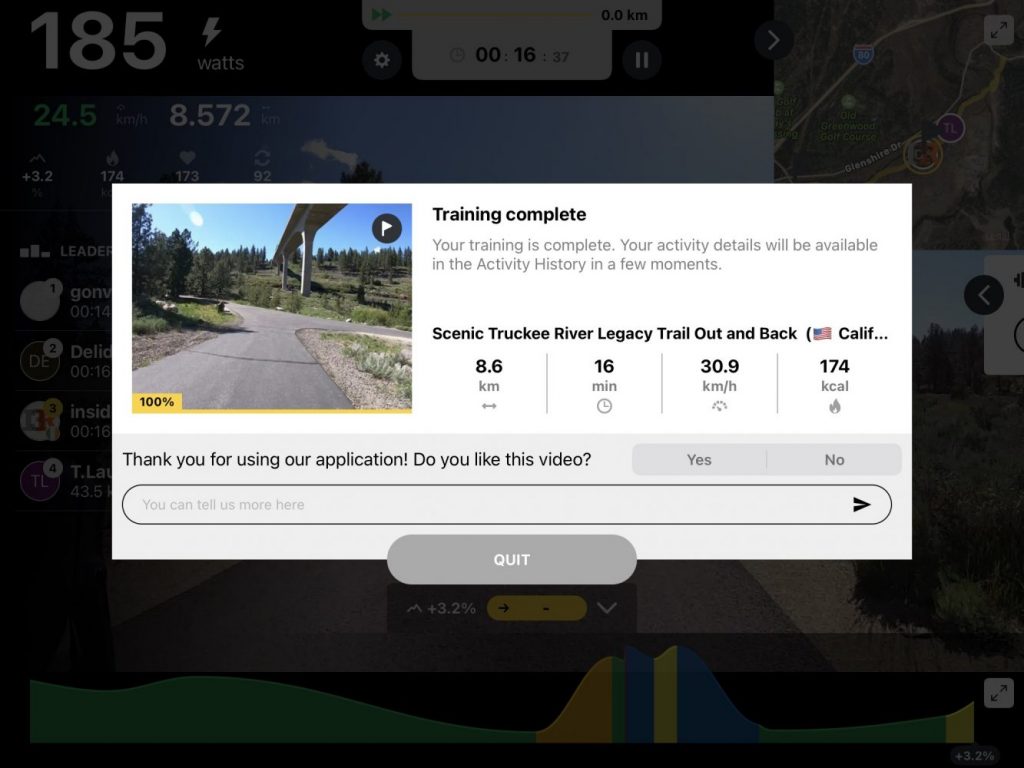 185 watts
0.0 km
00 : 16 : 37
24.5 km/h 8.572 km
+3.2 174 173 92
%
LEADER
1 gonv
00:14
DE 2 Delid
00:16
3 insid
00:16
TL 4 T.Lau
43.5 k
80
Old
Greenwood
Golf Course
Glenshire Dr
TL
Training complete
Your training is complete. Your activity details will be available
in the Activity History in a few moments.
Scenic Truckee River Legacy Trail Out and Back (🇺🇸 Calif...
8.6 16 30.9 174
km min km/h kcal
100%
Thank you for using our application! Do you like this video?
Yes No
You can tell us more here
QUIT
+3.2% -
+3.2%